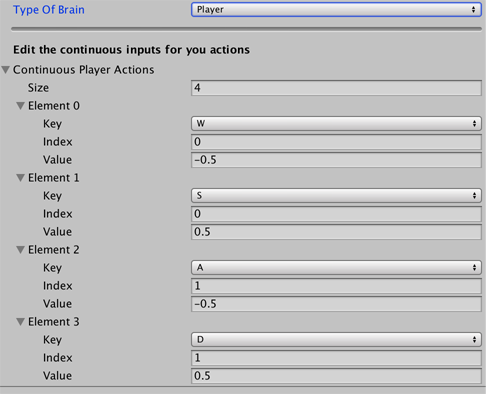 Type Of Brain Player
Edit the continuous inputs for you actions
Continuous Player Actions
Size 4
Element 0
Key W
Index 0
Value -0.5
Element 1
Key S
Index 0
Value 0.5
Element 2
Key A
Index 1
Value -0.5
Element 3
Key D
Index 1
Value 0.5